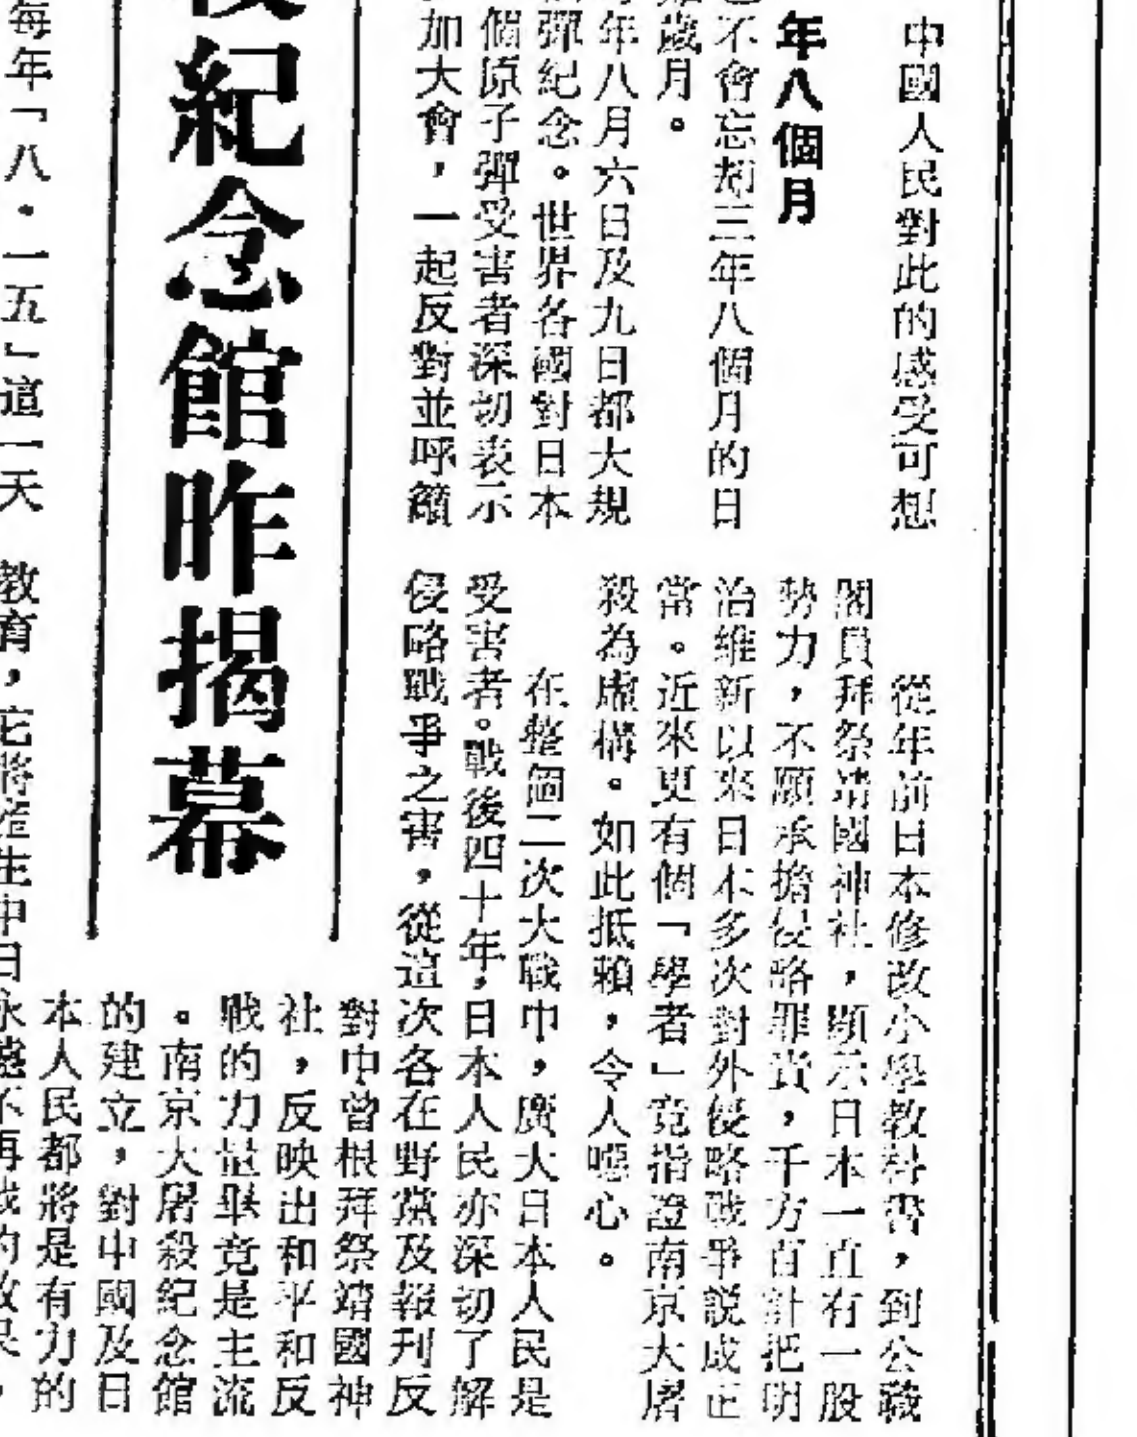 中國人民對此的感受可想
年八個月
不會忘却三年八個月的日
歲月。
年八月六日及九日都大規
彈紀念。世界各國對日本
個原子彈受害者深切表示
加大會，一起反對並呼籲
從年前日本修改小學教科書，到公職
閣員拜祭靖國神社，顯示日本一直有一股
勢力，不願承擔侵略罪責，千方百計把明
治維新以來日本多次對外侵略戰爭説成正
當。近來更有個「學者」竟指證南京大屠
殺為虛構。如此抵賴，令人噁心。
在整個二次大戰中，廣大日本人民是
受害者。戰後四十年，日本人民亦深切了解
侵略戰爭之害，從這次各在野黨及報刊反
對中曾根拜祭靖國神
社，反映出和平和反
戰的力量畢竟是主流
。南京大屠殺紀念館
的建立，對中國及日
本人民都將是有力的
紀念館昨揭幕
每年「八·一五」這一天
教育，它將產生中日永遠不再戰的效果，